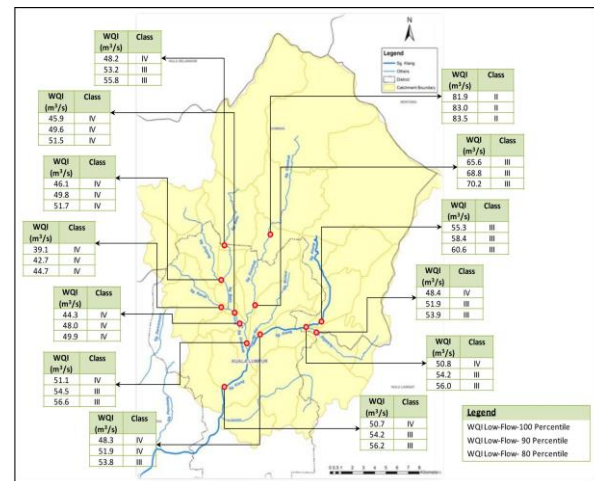 WQI Class
(m³/s)
48.2 IV
53.2 III
55.8 III
WQI Class
(m³/s)
45.9 IV
49.6 IV
51.5 IV
WQI Class
(m³/s)
46.1 IV
49.8 IV
51.7 IV
WQI Class
(m³/s)
39.1 IV
42.7 IV
44.7 IV
WQI Class
(m³/s)
44.3 IV
48.0 IV
49.9 IV
WQI Class
(m³/s)
51.1 IV
54.5 III
56.6 III
WQI Class
(m³/s)
48.3 IV
51.9 IV
53.8 III
N
Legend
Sg. Klang
Others
District
Catchment Boundary
WQI Class
(m³/s)
81.9 II
83.0 II
83.5 II
WQI Class
(m³/s)
65.6 III
68.8 III
70.2 III
WQI Class
(m³/s)
55.3 III
58.4 III
60.6 III
WQI Class
(m³/s)
48.4 IV
51.9 III
53.9 III
WQI Class
(m³/s)
50.8 IV
54.2 III
56.0 III
WQI Class
(m³/s)
50.7 IV
54.2 III
56.2 III
KUALA LUMPUR
Legend
WQI Low-Flow-100 Percentile
WQI Low-Flow- 90 Percentile
WQI Low-Flow- 80 Percentile